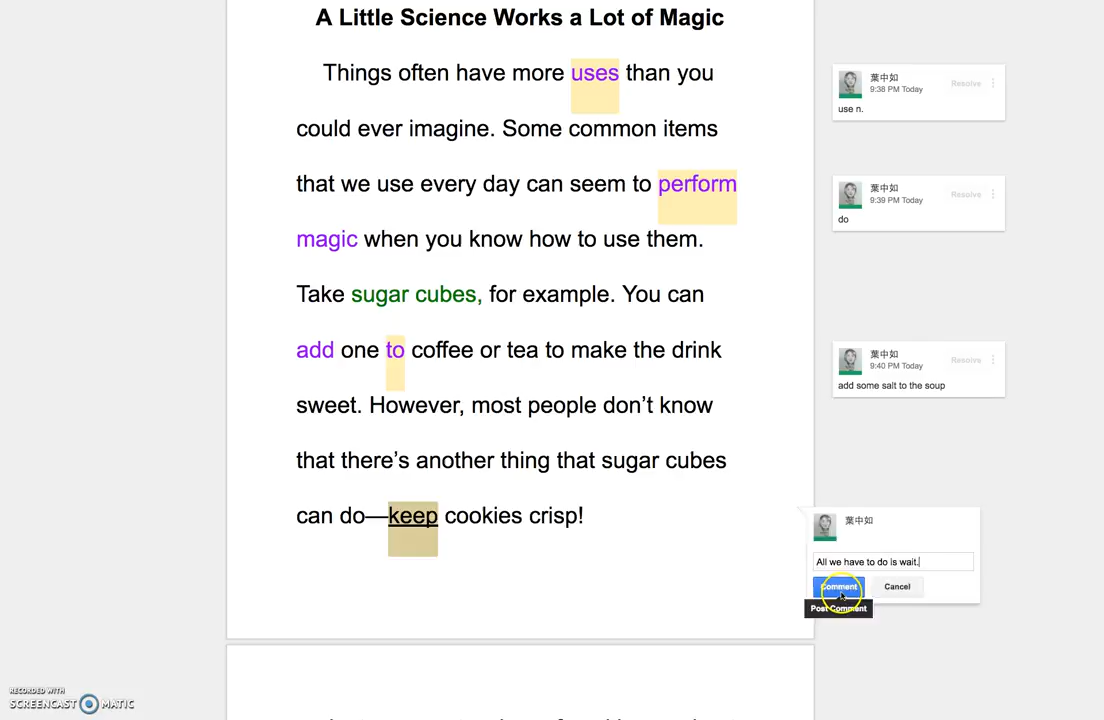 A Little Science Works a Lot of Magic
Things often have more uses than you
could ever imagine. Some common items
that we use every day can seem to perform
magic when you know how to use them.
Take sugar cubes, for example. You can
add one to coffee or tea to make the drink
sweet. However, most people don't know
that there's another thing that sugar cubes
can do—keep cookies crisp!
葉中如
9:38 PM Today
Resolve
use n.
葉中如
9:39 PM Today
Resolve
do
葉中如
9:40 PM Today
Resolve
add some salt to the soup
葉中如
All we have to do is wait.
Comment
Cancel
Post Comment
RECORDED WITH
SCREENCAST MATIC